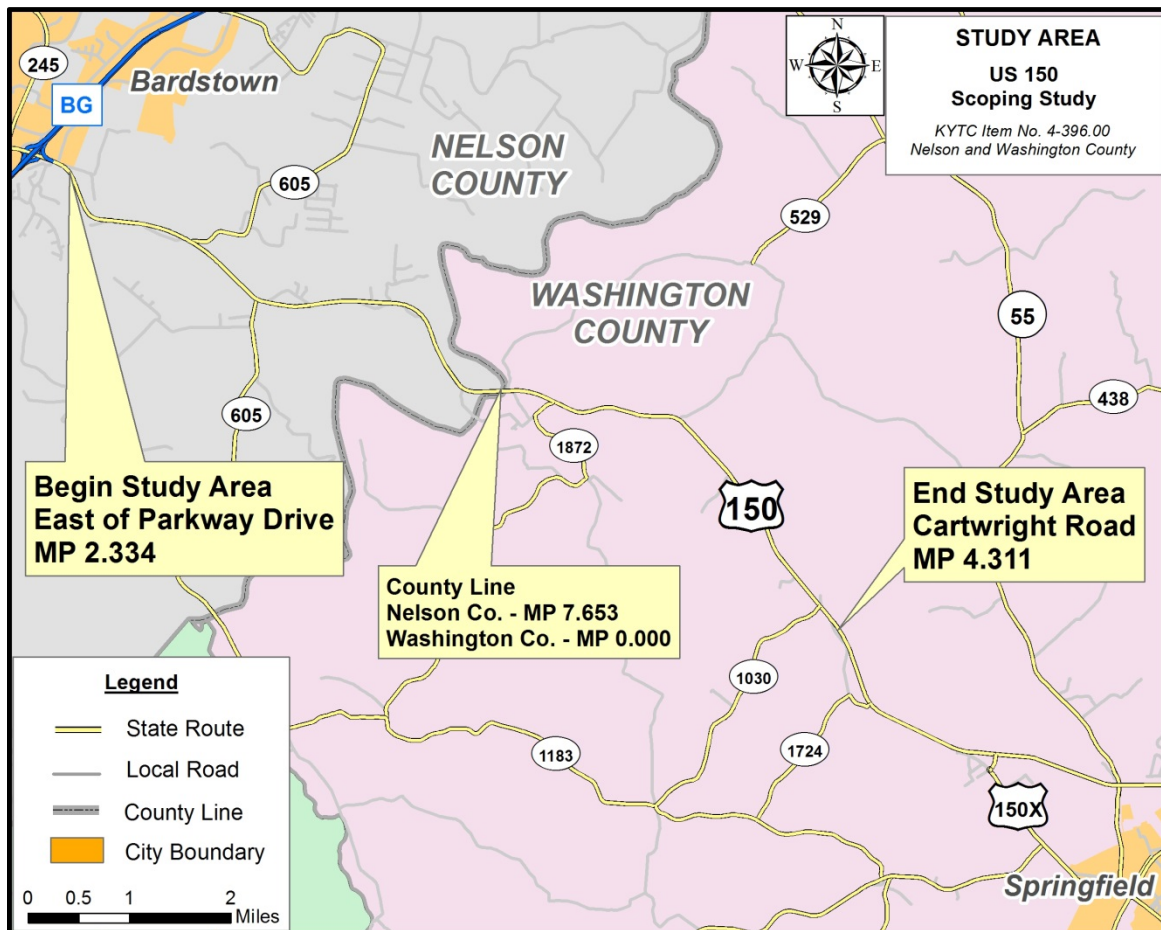 STUDY AREA
US 150
Scoping Study
KYTC Item No. 4-396.00
Nelson and Washington County
N
W
E
S
245
BG
Bardstown
NELSON
COUNTY
605
529
WASHINGTON
COUNTY
55
438
605
1872
150
Begin Study Area
East of Parkway Drive
MP 2.334
End Study Area
Cartwright Road
MP 4.311
County Line
Nelson Co. - MP 7.653
Washington Co. - MP 0.000
1030
1183
1724
150X
Springfield
Legend
State Route
Local Road
County Line
City Boundary
0 0.5 1 2
Miles